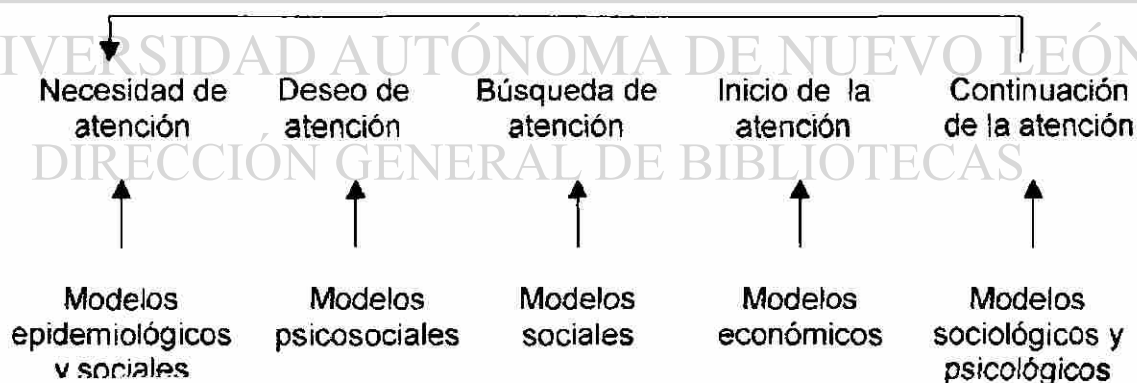 UNIVERSIDAD AUTÓNOMA DE NUEVO LEÓN
Necesidad de atención
Deseo de atención
Búsqueda de atención
Inicio de la atención
Continuación de la atención
DIRECCIÓN GENERAL DE BIBLIOTECAS
Modelos epidemiológicos y sociales
Modelos psicosociales
Modelos sociales
Modelos económicos
Modelos sociológicos y psicológicos